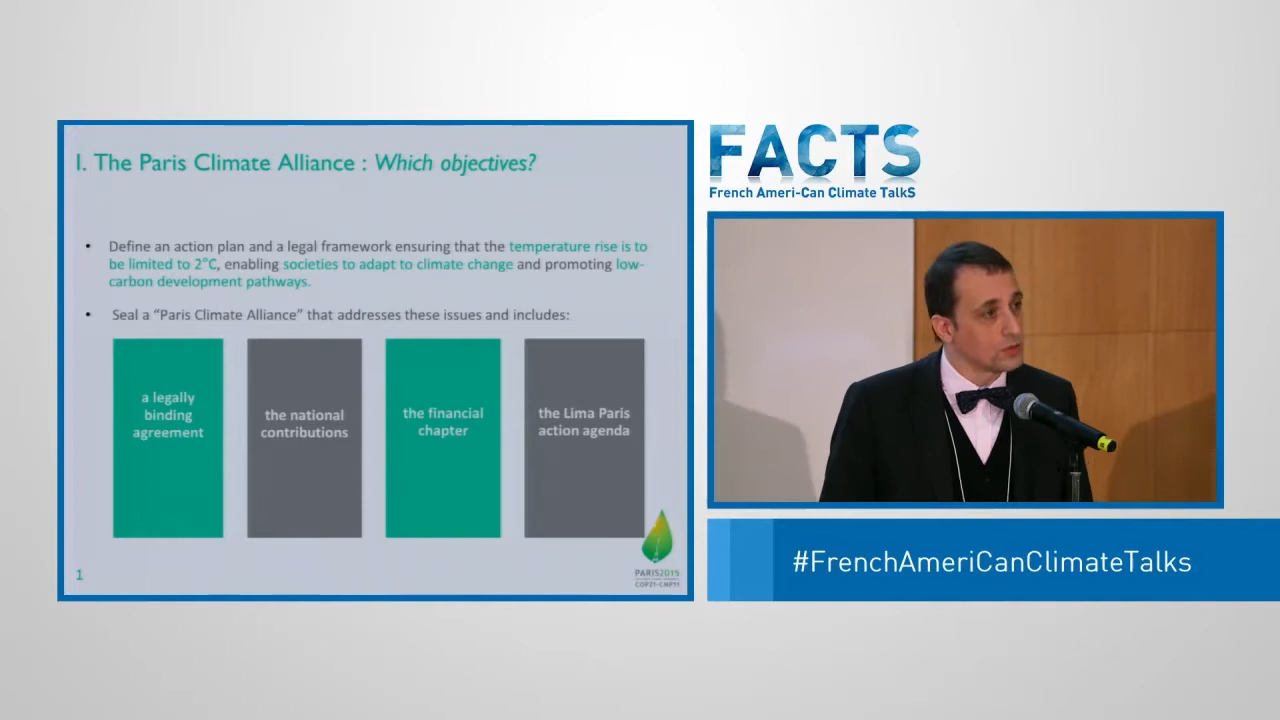 I. The Paris Climate Alliance : Which objectives?
• Define an action plan and a legal framework ensuring that the temperature rise is to
be limited to 2°C, enabling societies to adapt to climate change and promoting low-
carbon development pathways.
• Seal a “Paris Climate Alliance” that addresses these issues and includes:
a legally
binding
agreement
the national
contributions
the financial
chapter
the Lima Paris
action agenda
1
PARIS2015
COP21·CMP11
FACTS
French Ameri-Can Climate TalkS
#FrenchAmeriCanClimateTalks